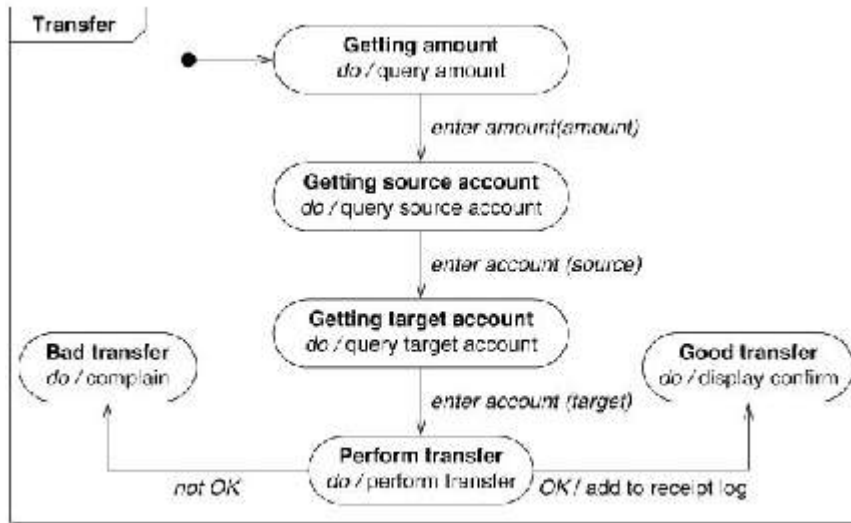 Transfer
Getting amount
do / query amount
enter amount(amount)
Getting source account
do / query source account
enter account (source)
Getting target account
do / query target account
Bad transfer
do / complain
Good transfer
do / display confirm
enter account (target)
Perform transfer
do / perform transfer
not OK
OK / add to receipt log